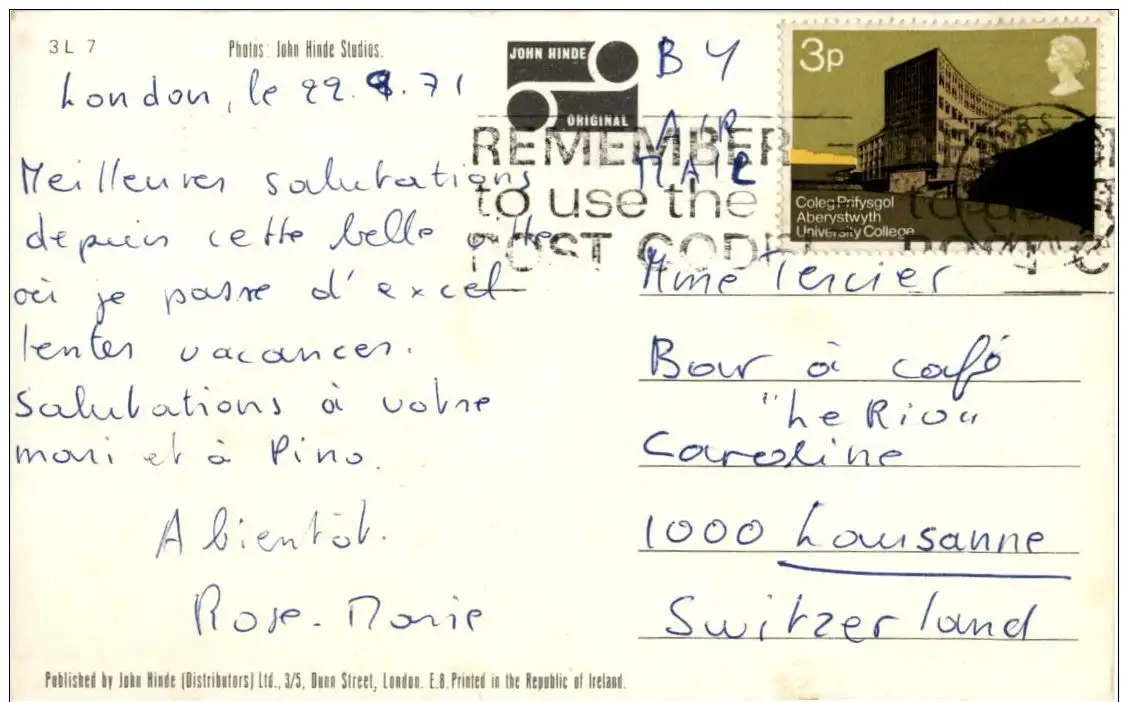 3L 7
Photos: John Hinde Studios.
JOHN HINDE
ORIGINAL
London, le 22. 9. 71
Meilleures salutations
depuis cette belle ville
où je passe d'excel
lentes vacances.
Salutations à votre
mari et à Pino.
A bientôt.
Rose-Marie
BY
AIR
MAIL
3p
Coleg Prifysgol
Aberystwyth
University College
REMEMBER
to use the
POST CODE
Mme Tercier
Bar à café
"Le Riou"
Caroline
1000 Lausanne
Switzerland
Published by John Hinde (Distributors) Ltd., 3/5, Dunn Street, London. E.8. Printed in the Republic of Ireland.